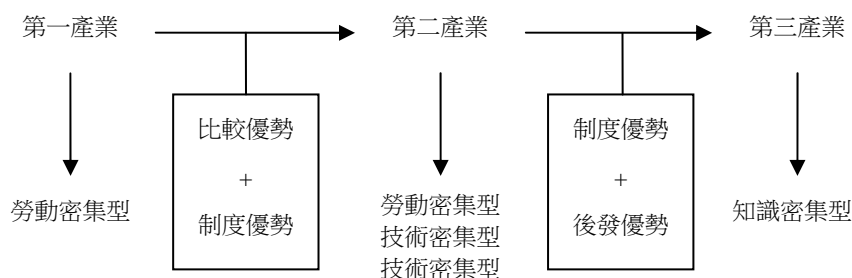 第一產業
第二產業
第三產業
比較優勢
+
制度優勢
制度優勢
+
後發優勢
勞動密集型
勞動密集型
技術密集型
技術密集型
知識密集型